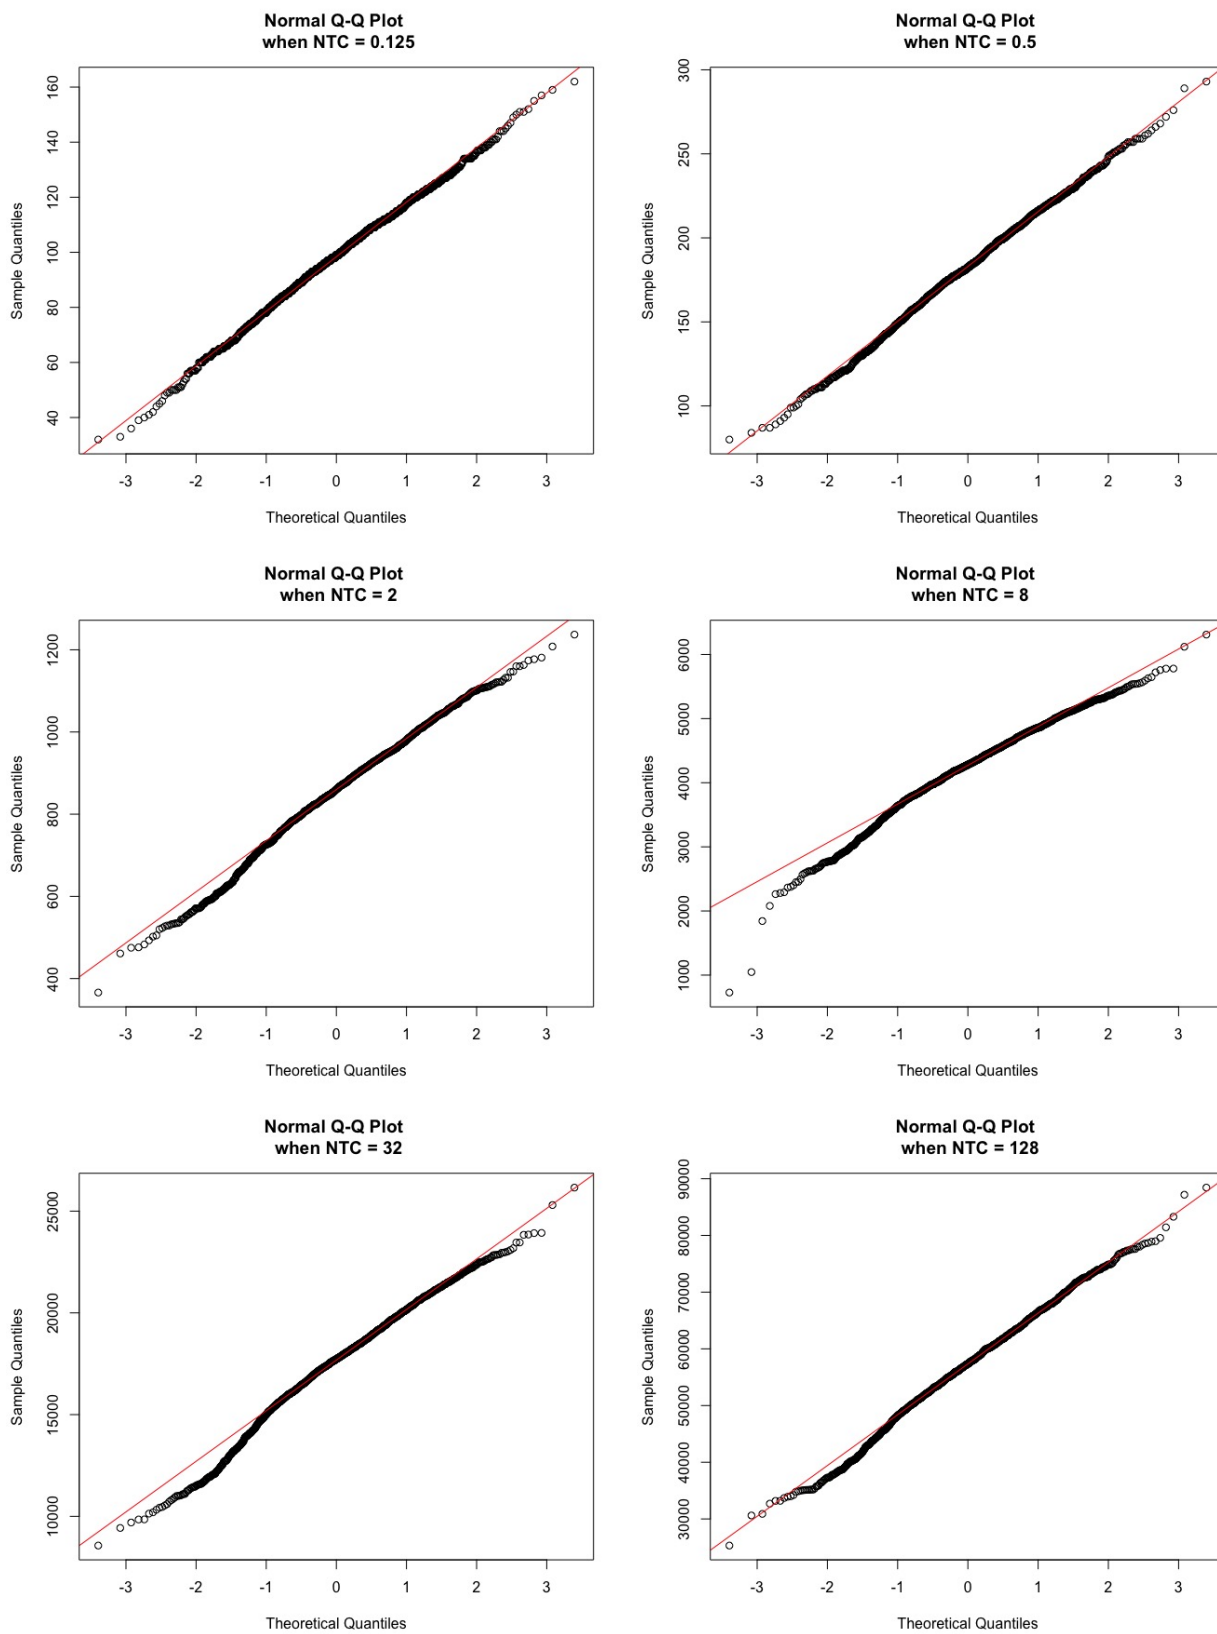 Normal Q-Q Plot
when NTC = 0.125
Sample Quantiles
160
140
120
100
80
60
40
-3 -2 -1 0 1 2 3
Theoretical Quantiles
Normal Q-Q Plot
when NTC = 0.5
Sample Quantiles
300
250
200
150
100
-3 -2 -1 0 1 2 3
Theoretical Quantiles
Normal Q-Q Plot
when NTC = 2
Sample Quantiles
1200
1000
800
600
400
-3 -2 -1 0 1 2 3
Theoretical Quantiles
Normal Q-Q Plot
when NTC = 8
Sample Quantiles
6000
5000
4000
3000
2000
1000
-3 -2 -1 0 1 2 3
Theoretical Quantiles
Normal Q-Q Plot
when NTC = 32
Sample Quantiles
25000
20000
15000
10000
-3 -2 -1 0 1 2 3
Theoretical Quantiles
Normal Q-Q Plot
when NTC = 128
Sample Quantiles
90000
80000
70000
60000
50000
40000
30000
-3 -2 -1 0 1 2 3
Theoretical Quantiles